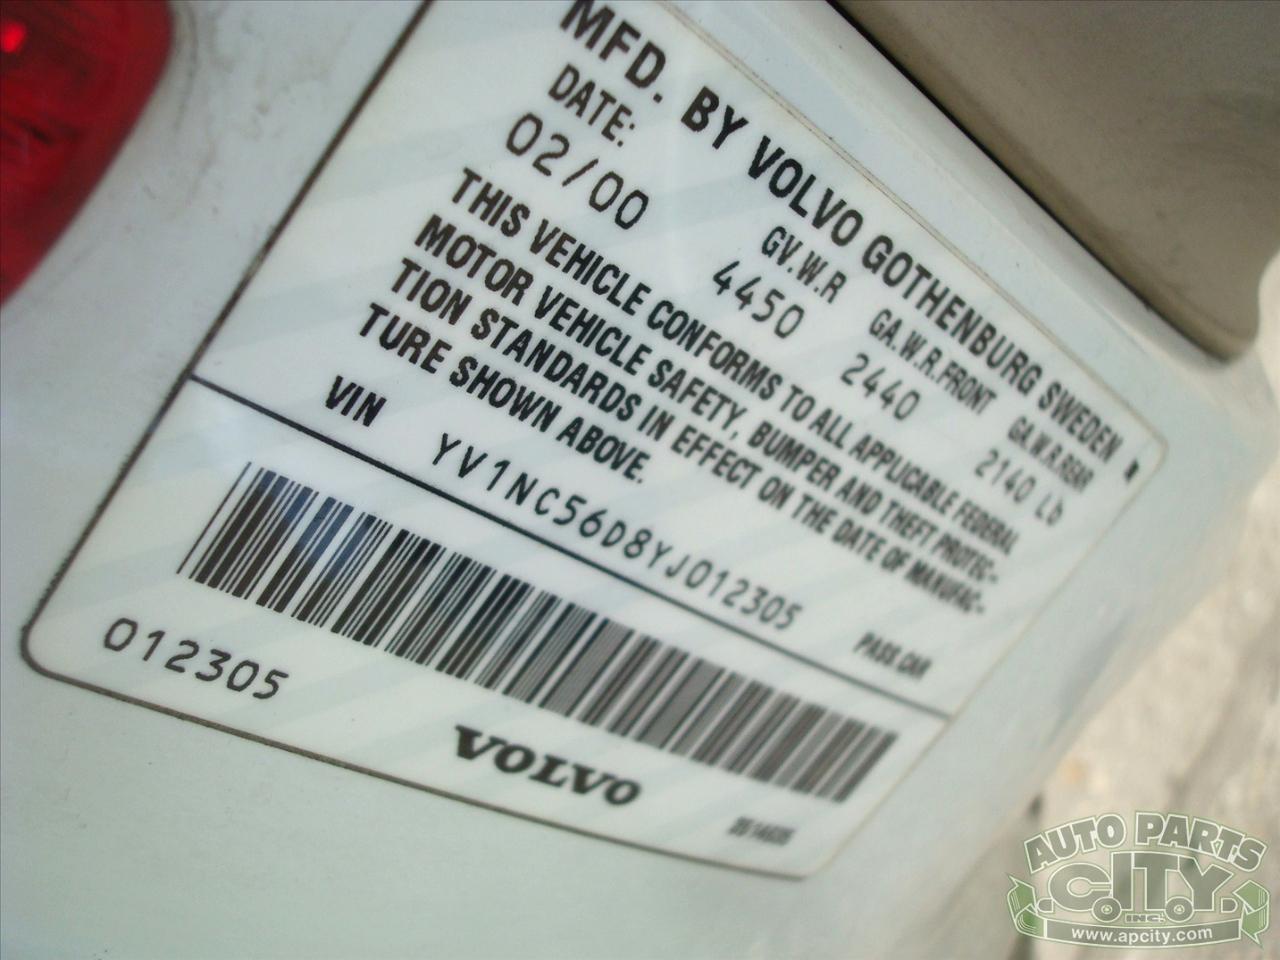 MFD. BY VOLVO GOTHENBURG SWEDEN
DATE: GV.W.R GA.W.R.FRONT GA.W.R.REAR
02/00 4450 2440 2140 Lb
THIS VEHICLE CONFORMS TO ALL APPLICABLE FEDERAL
MOTOR VEHICLE SAFETY, BUMPER AND THEFT PROTEC-
TION STANDARDS IN EFFECT ON THE DATE OF MANUFAC-
TURE SHOWN ABOVE.
VIN YV1NC56D8YJ012305 PASS.CAR
012305
VOLVO
AUTO PARTS
C.I.T.Y.
INC.
www.apcity.com